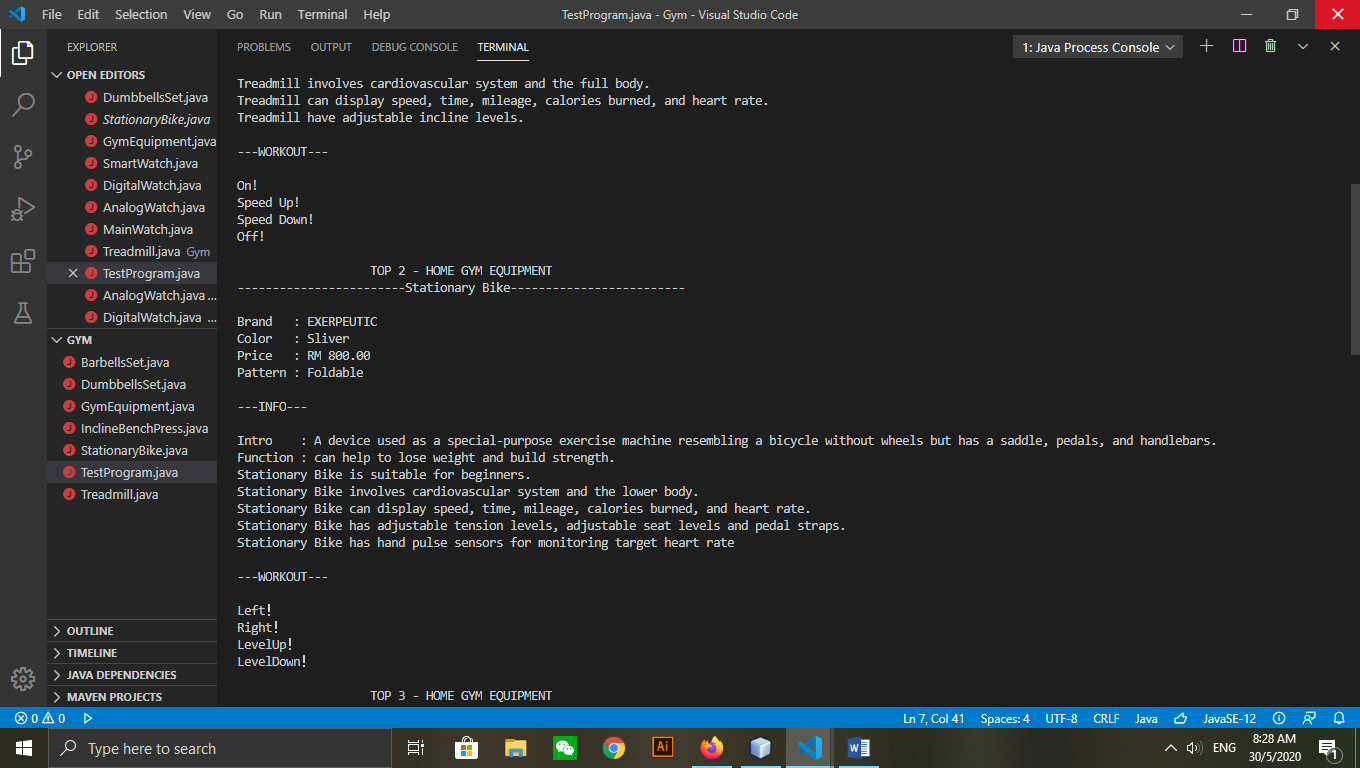 File Edit Selection View Go Run Terminal Help
TestProgram.java - Gym - Visual Studio Code
EXPLORER
OPEN EDITORS
DumbbellsSet.java
StationaryBike.java
GymEquipment.java
SmartWatch.java
DigitalWatch.java
AnalogWatch.java
MainWatch.java
Treadmill.java Gym
TestProgram.java
AnalogWatch.java ...
DigitalWatch.java ...
GYM
BarbellsSet.java
DumbbellsSet.java
GymEquipment.java
InclineBenchPress.java
StationaryBike.java
TestProgram.java
Treadmill.java
OUTLINE
TIMELINE
JAVA DEPENDENCIES
MAVEN PROJECTS
PROBLEMS OUTPUT DEBUG CONSOLE TERMINAL
1: Java Process Console
Treadmill involves cardiovascular system and the full body.
Treadmill can display speed, time, mileage, calories burned, and heart rate.
Treadmill have adjustable incline levels.
---WORKOUT---
On!
Speed Up!
Speed Down!
Off!
TOP 2 - HOME GYM EQUIPMENT
------------------------Stationary Bike-------------------------
Brand : EXERPEUTIC
Color : Sliver
Price : RM 800.00
Pattern : Foldable
---INFO---
Intro : A device used as a special-purpose exercise machine resembling a bicycle without wheels but has a saddle, pedals, and handlebars.
Function : can help to lose weight and build strength.
Stationary Bike is suitable for beginners.
Stationary Bike involves cardiovascular system and the lower body.
Stationary Bike can display speed, time, mileage, calories burned, and heart rate.
Stationary Bike has adjustable tension levels, adjustable seat levels and pedal straps.
Stationary Bike has hand pulse sensors for monitoring target heart rate
---WORKOUT---
Left!
Right!
LevelUp!
LevelDown!
TOP 3 - HOME GYM EQUIPMENT
0 0
Ln 7, Col 41 Spaces: 4 UTF-8 CRLF Java JavaSE-12
Type here to search
Ai
ENG
8:28 AM
30/5/2020
1